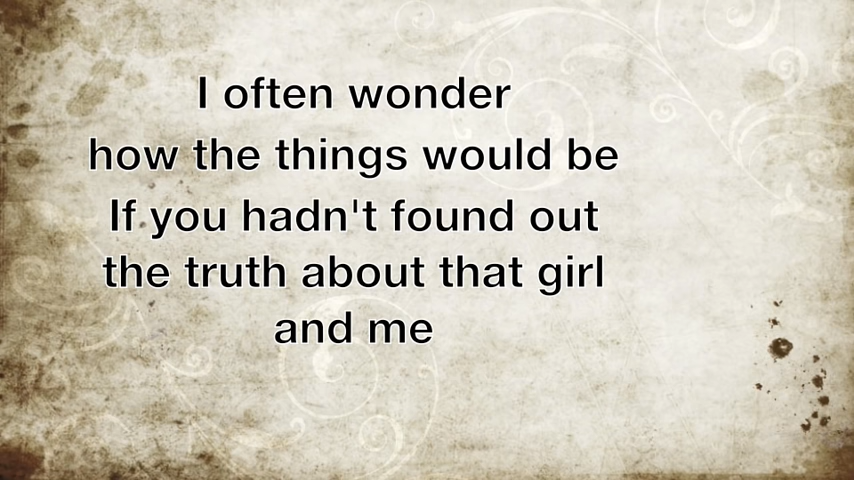 I often wonder
how the things would be
If you hadn't found out
the truth about that girl
and me